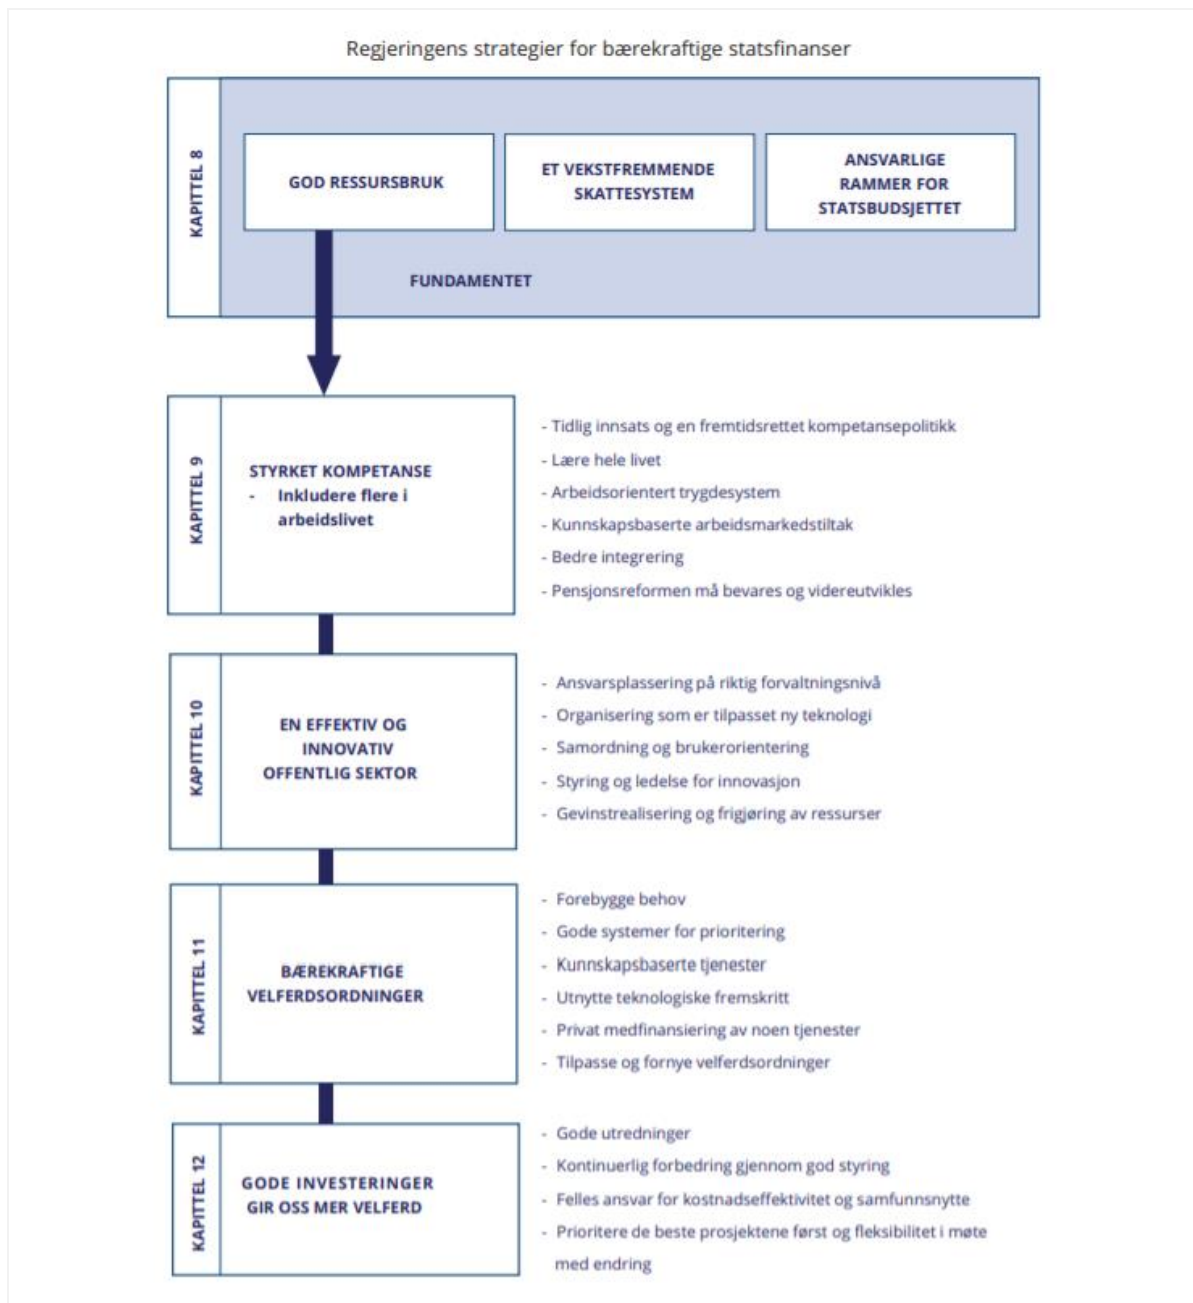 Regjeringens strategier for bærekraftige statsfinanser
KAPITTEL 8
GOD RESSURSBRUK
ET VEKSTFREMMENDE
SKATTESYSTEM
ANSVARLIGE
RAMMER FOR
STATSBUDSJETTET
FUNDAMENTET
KAPITTEL 9
STYRKET KOMPETANSE
- Inkludere flere i
arbeidslivet
- Tidlig innsats og en fremtidsrettet kompetansepolitikk
- Lære hele livet
- Arbeidsorientert trygdesystem
- Kunnskapsbaserte arbeidsmarkedstiltak
- Bedre integrering
- Pensjonsreformen må bevares og videreutvikles
KAPITTEL 10
EN EFFEKTIV OG
INNOVATIV
OFFENTLIG SEKTOR
- Ansvarsplassering på riktig forvaltningsnivå
- Organisering som er tilpasset ny teknologi
- Samordning og brukerorientering
- Styring og ledelse for innovasjon
- Gevinstrealisering og frigjøring av ressurser
KAPITTEL 11
BÆREKRAFTIGE
VELFERDSORDNINGER
- Forebygge behov
- Gode systemer for prioritering
- Kunnskapsbaserte tjenester
- Utnytte teknologiske fremskritt
- Privat medfinansiering av noen tjenester
- Tilpasse og fornye velferdsordninger
KAPITTEL 12
GODE INVESTERINGER
GIR OSS MER VELFERD
- Gode utredninger
- Kontinuerlig forbedring gjennom god styring
- Felles ansvar for kostnadseffektivitet og samfunnsnytte
- Prioritere de beste prosjektene først og fleksibilitet i møte
med endring